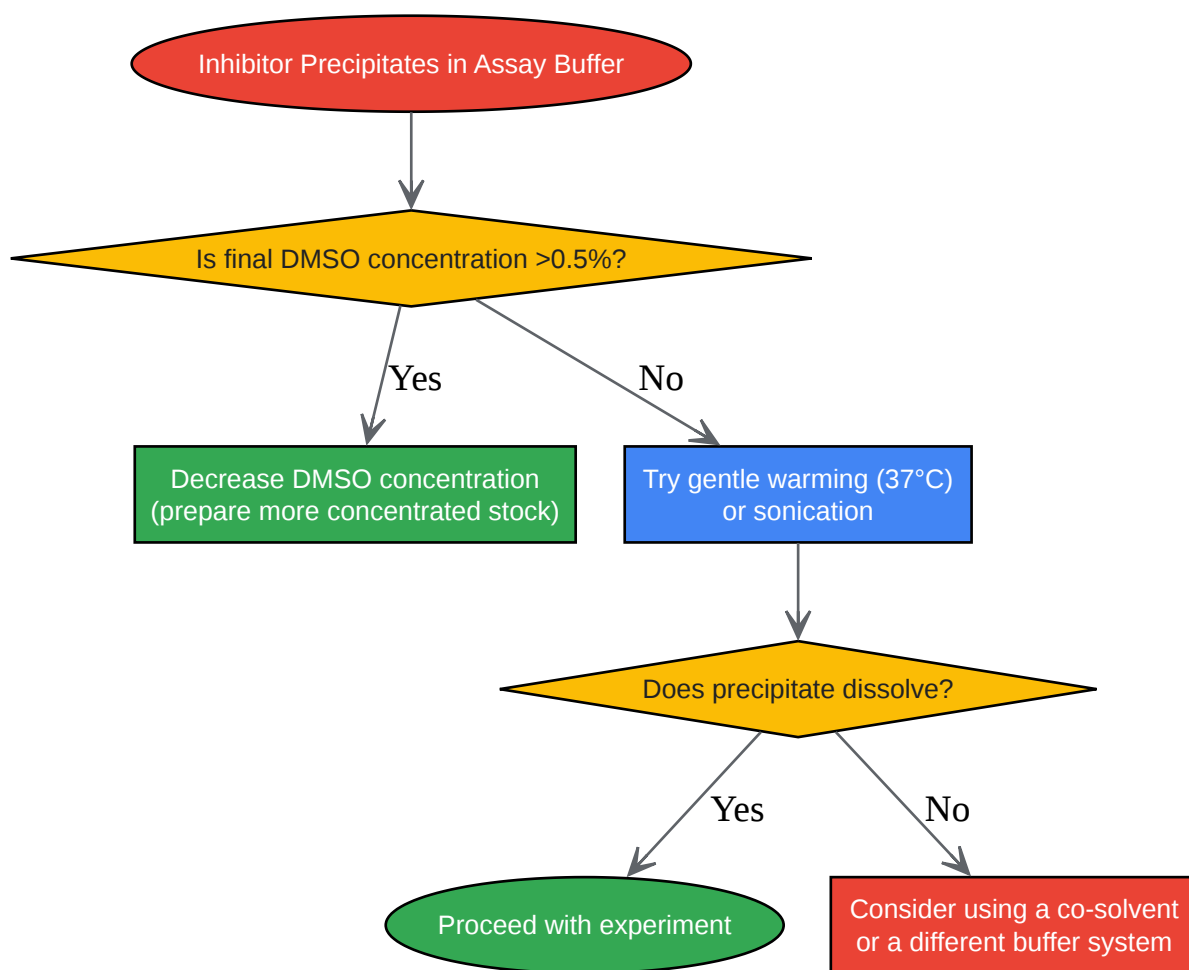 Inhibitor Precipitates in Assay Buffer
Is final DMSO concentration >0.5%?
Yes
No
Decrease DMSO concentration
(prepare more concentrated stock)
Try gentle warming (37°C)
or sonication
Does precipitate dissolve?
Yes
No
Proceed with experiment
Consider using a co-solvent
or a different buffer system